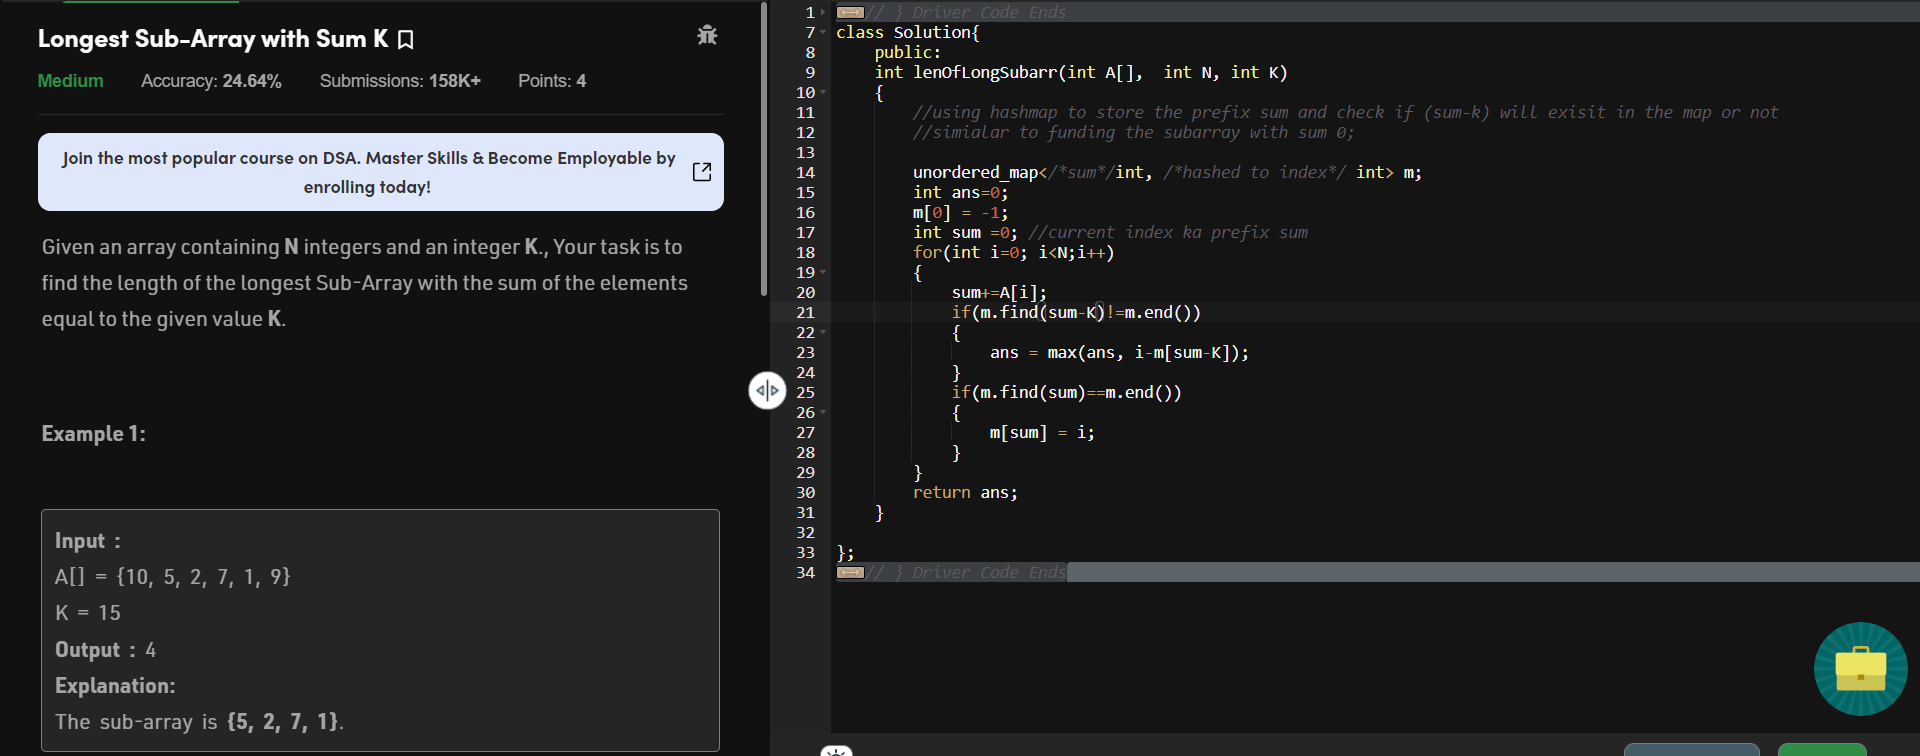 Longest Sub-Array with Sum K
Medium Accuracy: 24.64% Submissions: 158K+ Points: 4
Join the most popular course on DSA. Master Skills & Become Employable by
enrolling today!
Given an array containing N integers and an integer K., Your task is to
find the length of the longest Sub-Array with the sum of the elements
equal to the given value K.
Example 1:
Input :
A[] = {10, 5, 2, 7, 1, 9}
K = 15
Output : 4
Explanation:
The sub-array is {5, 2, 7, 1}.
1 // } Driver Code Ends
7 class Solution{
8 public:
9 int lenOfLongSubarr(int A[],  int N, int K)
10 {
11 //using hashmap to store the prefix sum and check if (sum-k) will exisit in the map or not
12 //simialar to funding the subarray with sum 0;
13
14 unordered_map</*sum*/int, /*hashed to index*/ int> m;
15 int ans=0;
16 m[0] = -1;
17 int sum =0; //current index ka prefix sum
18 for(int i=0; i<N;i++)
19 {
20 sum+=A[i];
21 if(m.find(sum-K)!=m.end())
22 {
23 ans = max(ans, i-m[sum-K]);
24 }
25 if(m.find(sum)==m.end())
26 {
27 m[sum] = i;
28 }
29 }
30 return ans;
31 }
32
33 };
34 // } Driver Code Ends